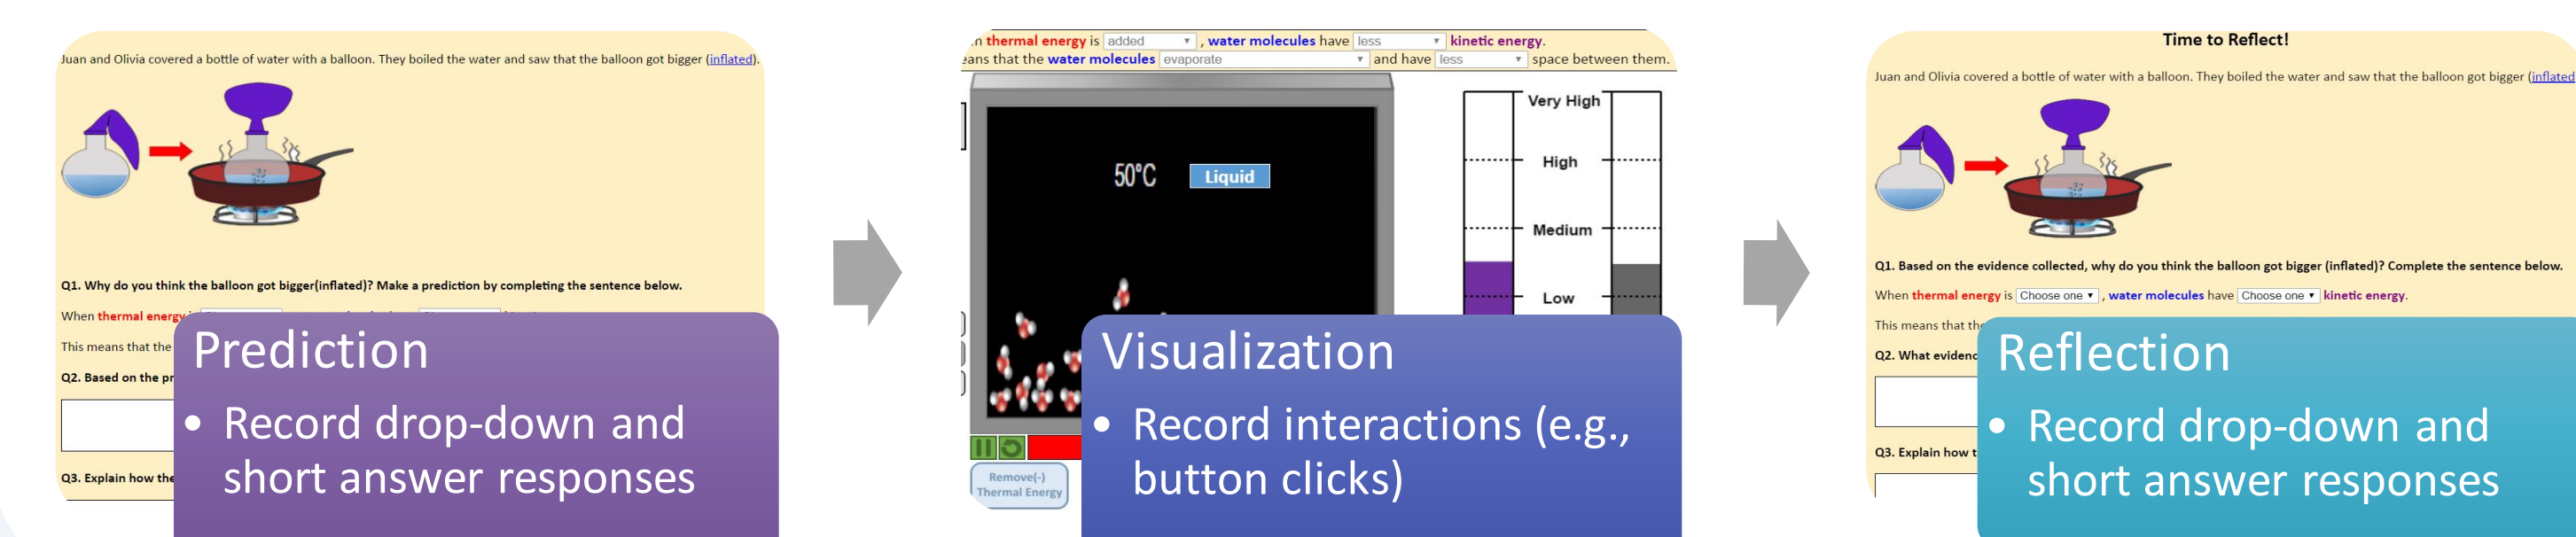 Juan and Olivia covered a bottle of water with a balloon. They boiled the water and saw that the balloon got bigger (inflated).
Q1. Why do you think the balloon got bigger(inflated)? Make a prediction by completing the sentence below.
When thermal energy
This means that the
Q2. Based on the
Q3. Explain how the
Prediction
• Record drop-down and
short answer responses
thermal energy is added , water molecules have less kinetic energy.
that the water molecules evaporate and have less space between them.
50°C Liquid
Very High
High
Medium
Low
Remove(-)
Thermal Energy
Visualization
• Record interactions (e.g.,
button clicks)
Time to Reflect!
Juan and Olivia covered a bottle of water with a balloon. They boiled the water and saw that the balloon got bigger (inflated
Q1. Based on the evidence collected, why do you think the balloon got bigger (inflated)? Complete the sentence below.
When thermal energy is Choose one , water molecules have Choose one kinetic energy.
This means that the
Q2. What evidenc
Q3. Explain how t
Reflection
• Record drop-down and
short answer responses